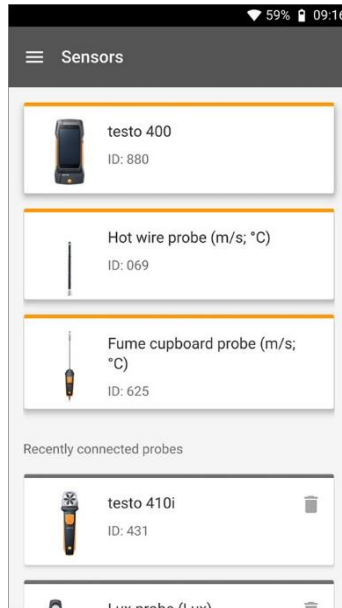 59% 09:16
Sensors
testo 400
ID: 880
Hot wire probe (m/s; °C)
ID: 069
Fume cupboard probe (m/s;
°C)
ID: 625
Recently connected probes
testo 410i
ID: 431
Lux probe (Lux)